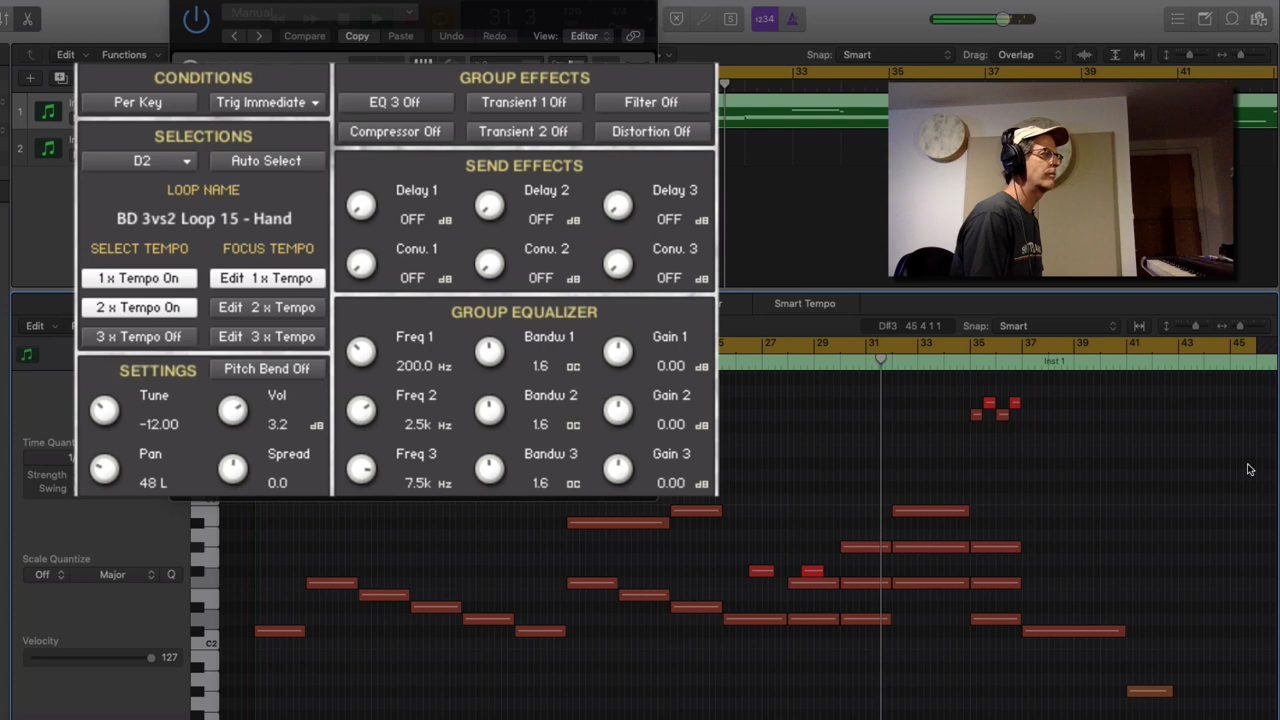 Manual
Compare Copy Paste Undo Redo View: Editor
1234
Edit Functions
Snap: Smart Drag: Overlap
33 35 37 39 41
1
2
CONDITIONS
Per Key Trig Immediate
SELECTIONS
D2 Auto Select
LOOP NAME
BD 3vs2 Loop 15 - Hand
SELECT TEMPO FOCUS TEMPO
1 x Tempo On Edit 1 x Tempo
2 x Tempo On Edit 2 x Tempo
3 x Tempo Off Edit 3 x Tempo
SETTINGS Pitch Bend Off
Tune Vol
-12.00 3.2 dB
Pan Spread
48 L 0.0
GROUP EFFECTS
EQ 3 Off Transient 1 Off Filter Off
Compressor Off Transient 2 Off Distortion Off
SEND EFFECTS
Delay 1 Delay 2 Delay 3
OFF dB OFF dB OFF dB
Conv. 1 Conv. 2 Conv. 3
OFF dB OFF dB OFF dB
GROUP EQUALIZER
Freq 1 Bandw 1 Gain 1
200.0 Hz 1.6 OC 0.00 dB
Freq 2 Bandw 2 Gain 2
2.5k Hz 1.6 OC 0.00 dB
Freq 3 Bandw 3 Gain 3
7.5k Hz 1.6 OC 0.00 dB
Smart Tempo
Edit
D#3 45 4 1 1 Snap: Smart
27 29 31 33 35 37 39 41 43 45
Inst 1
Time Quant
Strength
Swing
Scale Quantize
Off Major Q
Velocity
127
C2